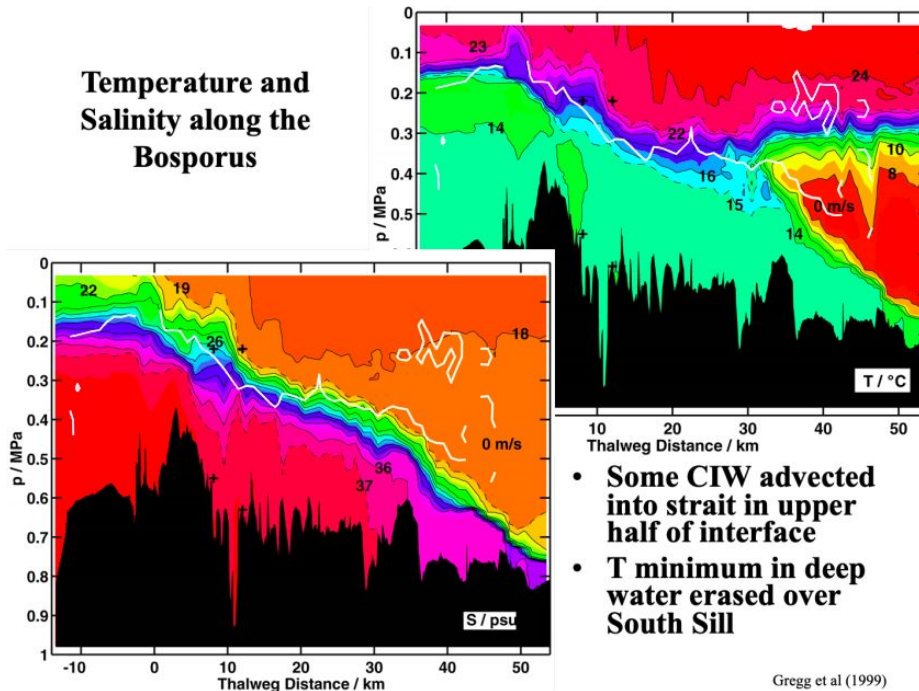 Temperature and
Salinity along the
Bosporus
0
0.1
0.2
0.3
0.4
0.5
p / MPa
23
24
14
22
16
15
10
8
0 m/s
14
T / °C
10 20 30 40 50
Thalweg Distance / km
0
0.1
0.2
0.3
0.4
0.5
0.6
0.7
0.8
0.9
1
p / MPa
22
19
18
26
0 m/s
36
37
S / psu
-10 0 10 20 30 40 50
Thalweg Distance / km
• Some CIW advected
into strait in upper
half of interface
• T minimum in deep
water erased over
South Sill
Gregg et al (1999)